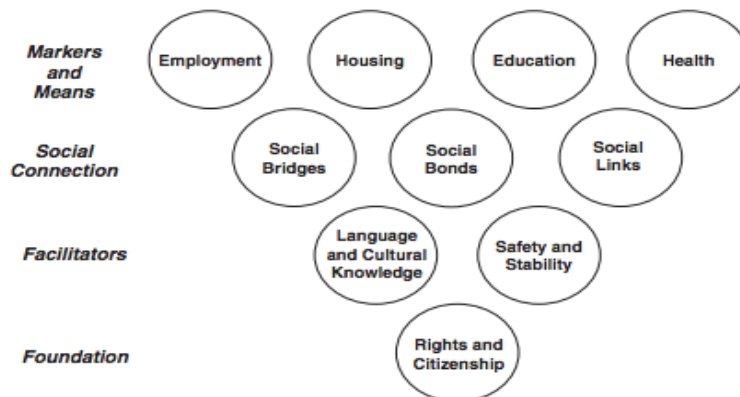 Markers
and
Means
Employment
Housing
Education
Health
Social
Connection
Social
Bridges
Social
Bonds
Social
Links
Facilitators
Language
and Cultural
Knowledge
Safety and
Stability
Foundation
Rights and
Citizenship